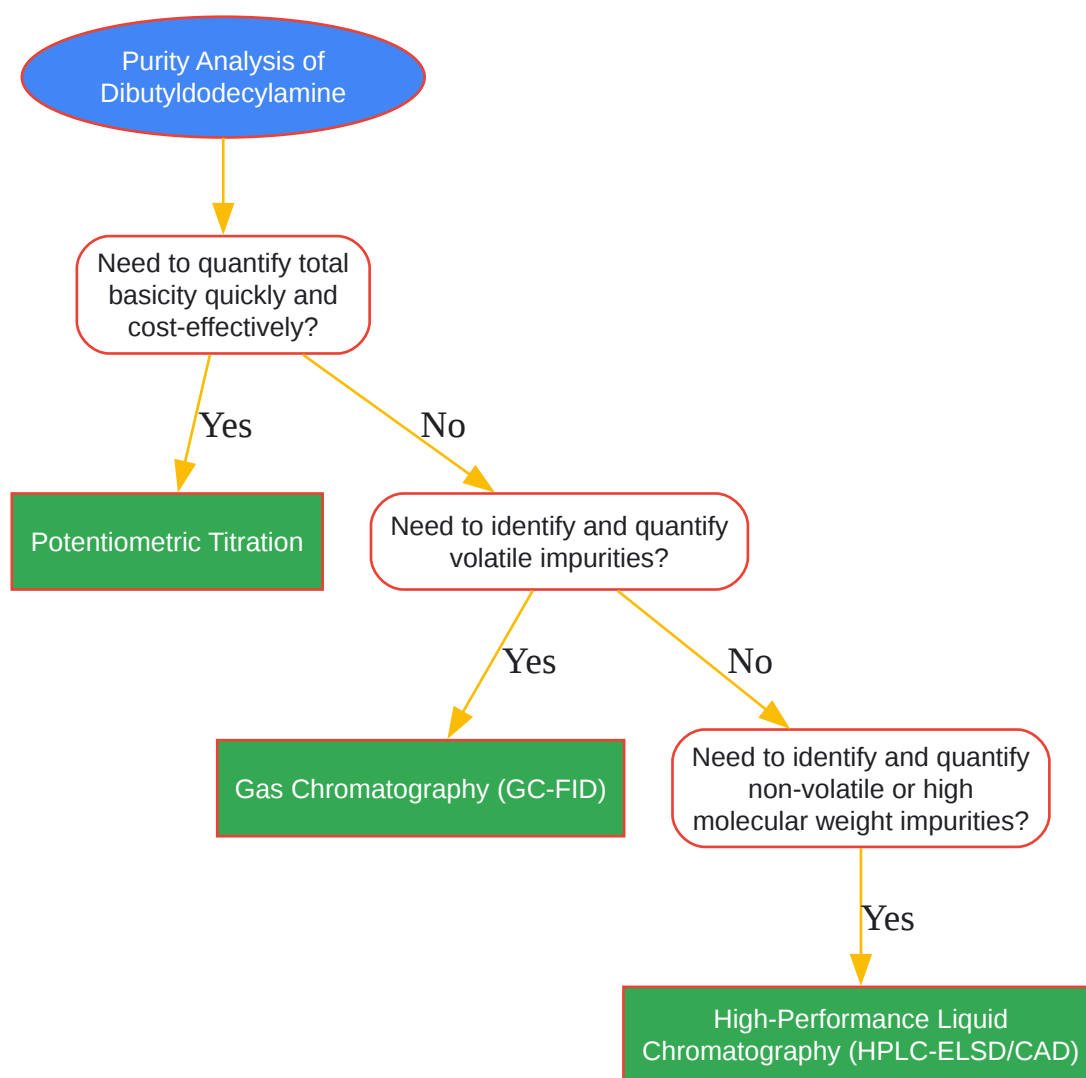 Purity Analysis of
Dibutyldodecylamine
Need to quantify total
basicity quickly and
cost-effectively?
Yes
No
Potentiometric Titration
Need to identify and quantify
volatile impurities?
Yes
No
Gas Chromatography (GC-FID)
Need to identify and quantify
non-volatile or high
molecular weight impurities?
Yes
High-Performance Liquid
Chromatography (HPLC-ELSD/CAD)